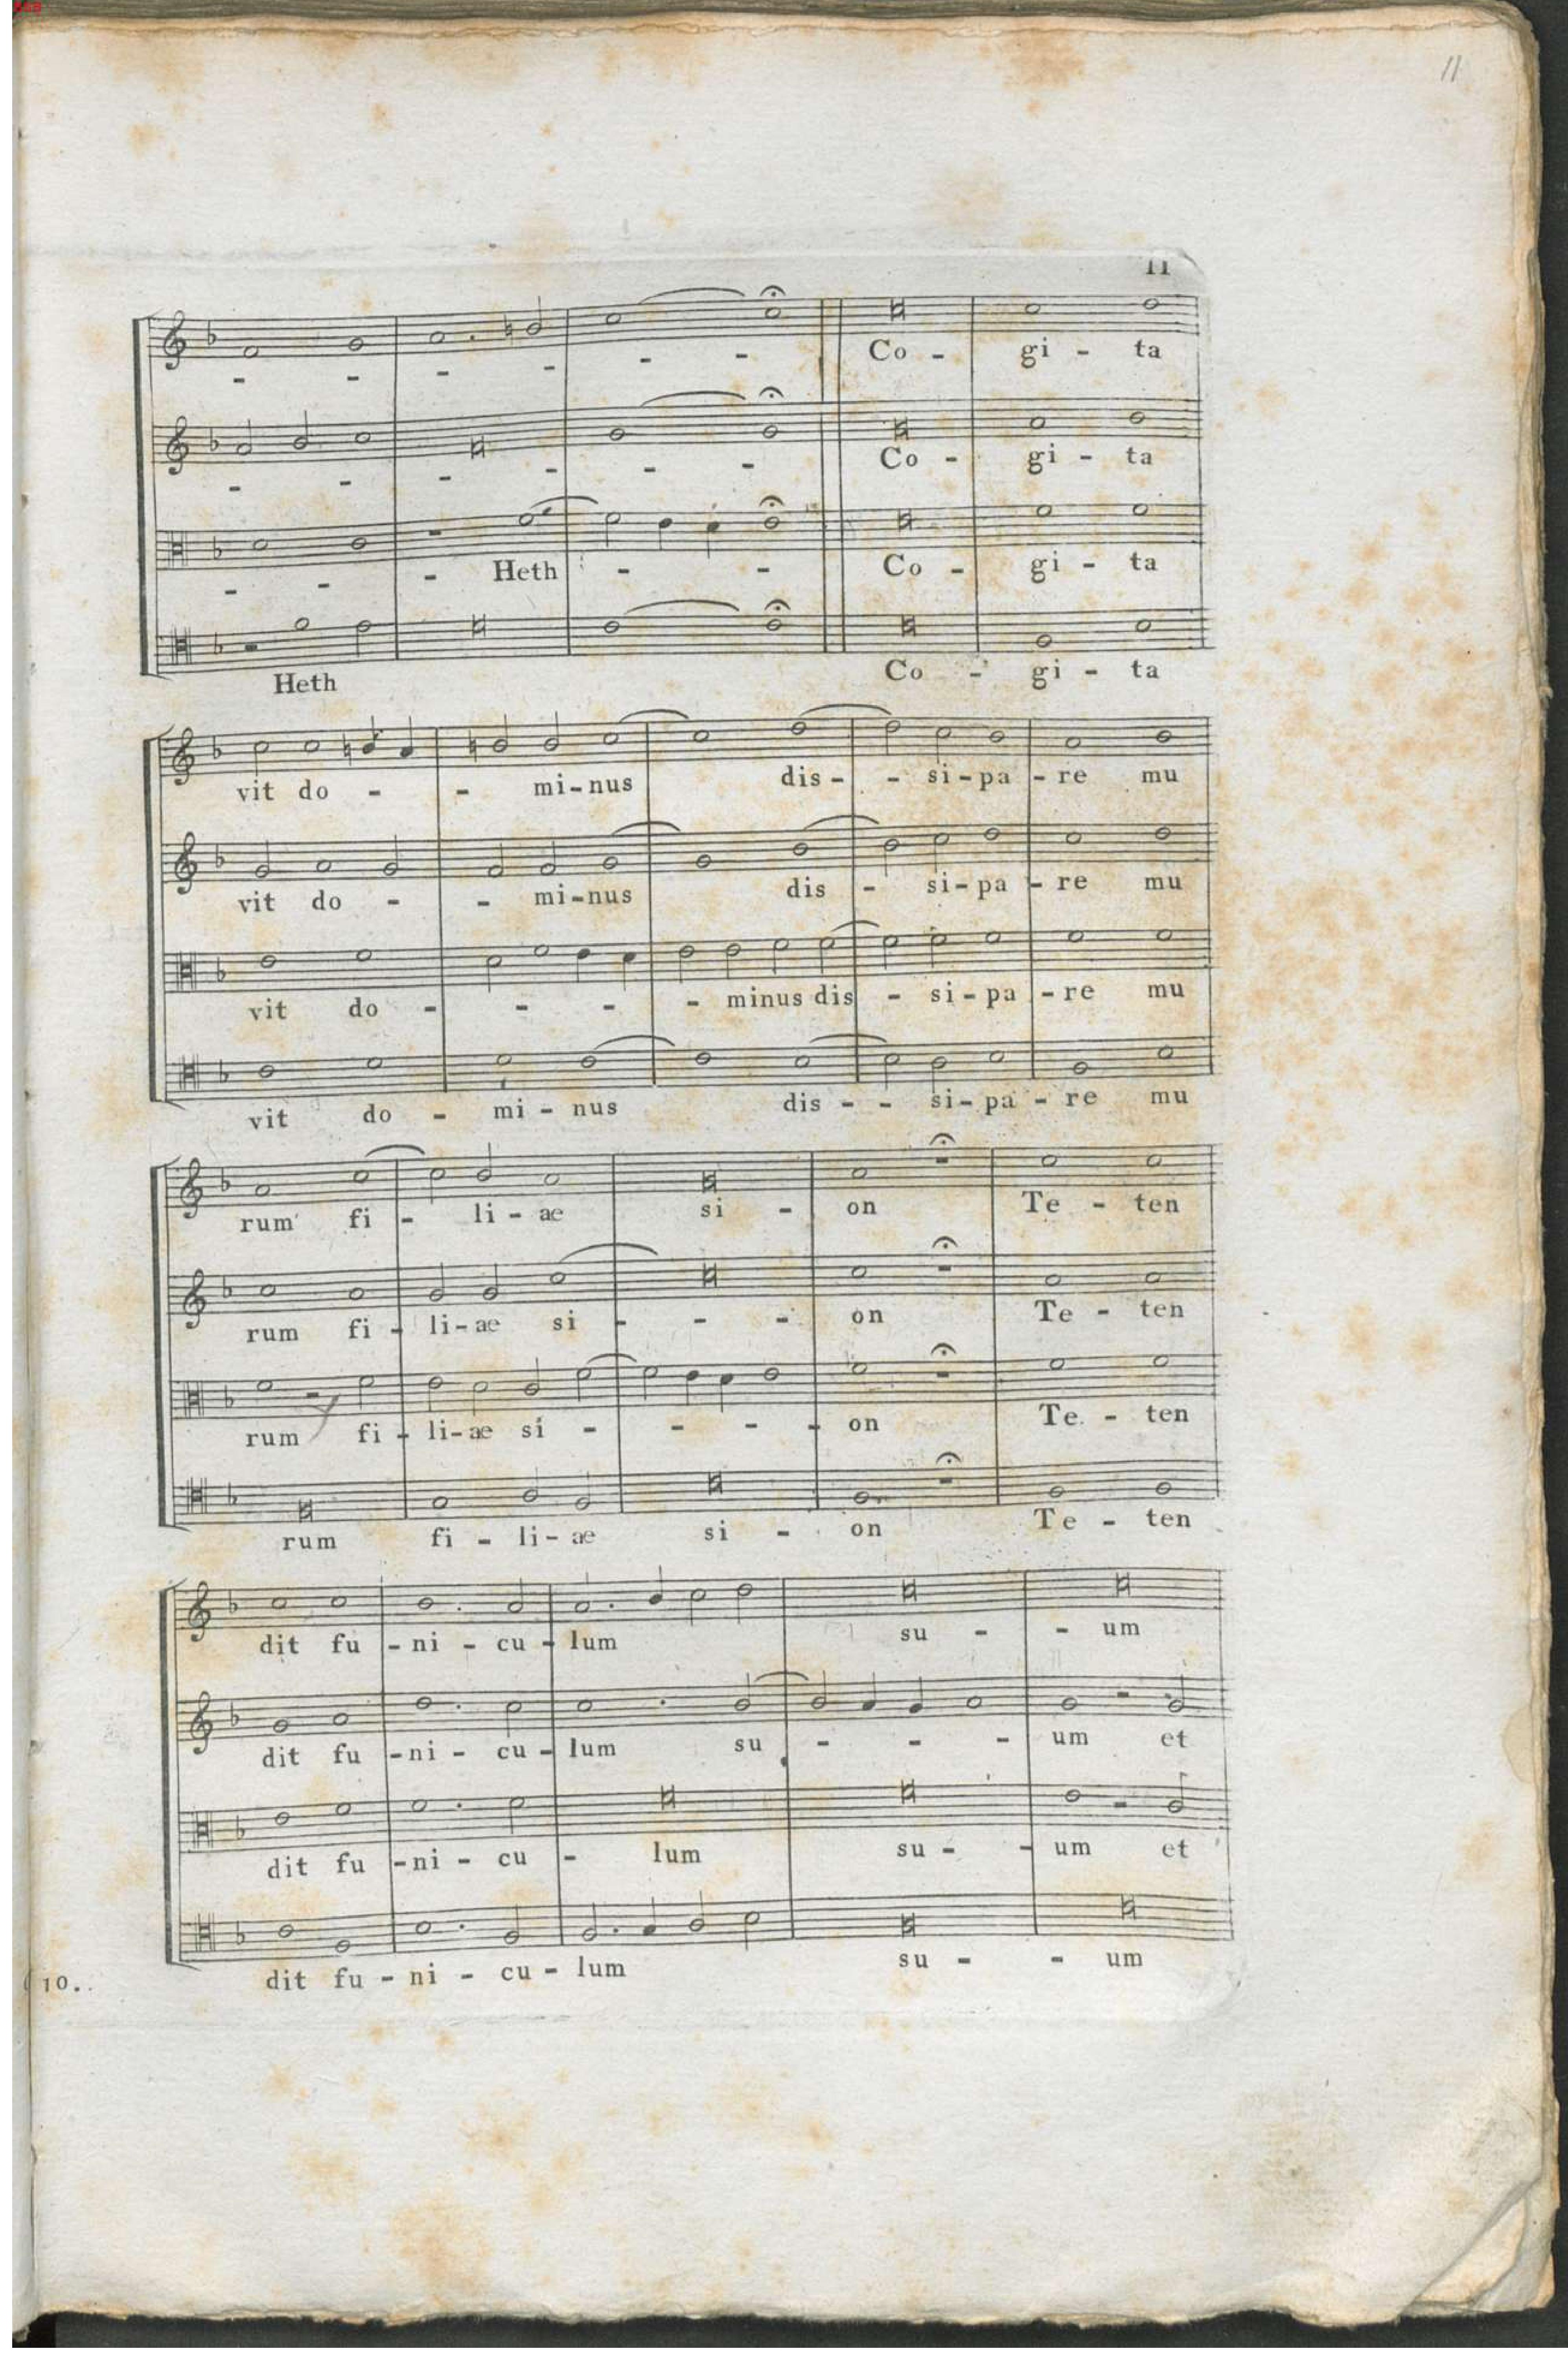 11
11
Co - gi - ta
Co - gi - ta
- Heth - - Co - gi - ta
Heth Co - gi - ta
vit do - - mi-nus dis - - si-pa - re mu
vit do - - mi-nus dis - si-pa - re mu
vit do - - - - minus dis - si-pa - re mu
vit do - mi - nus dis - - si-pa - re mu
rum fi - li-ae si - on Te - ten
rum fi - li-ae si - - - on Te - ten
rum fi - li-ae si - - - - on Te - ten
rum fi - li-ae si - on Te - ten
dit fu - ni - cu - lum su - - um
dit fu - ni - cu - lum su - - - um et
dit fu - ni - cu - lum su - - um et
dit fu - ni - cu - lum su - - um
10..